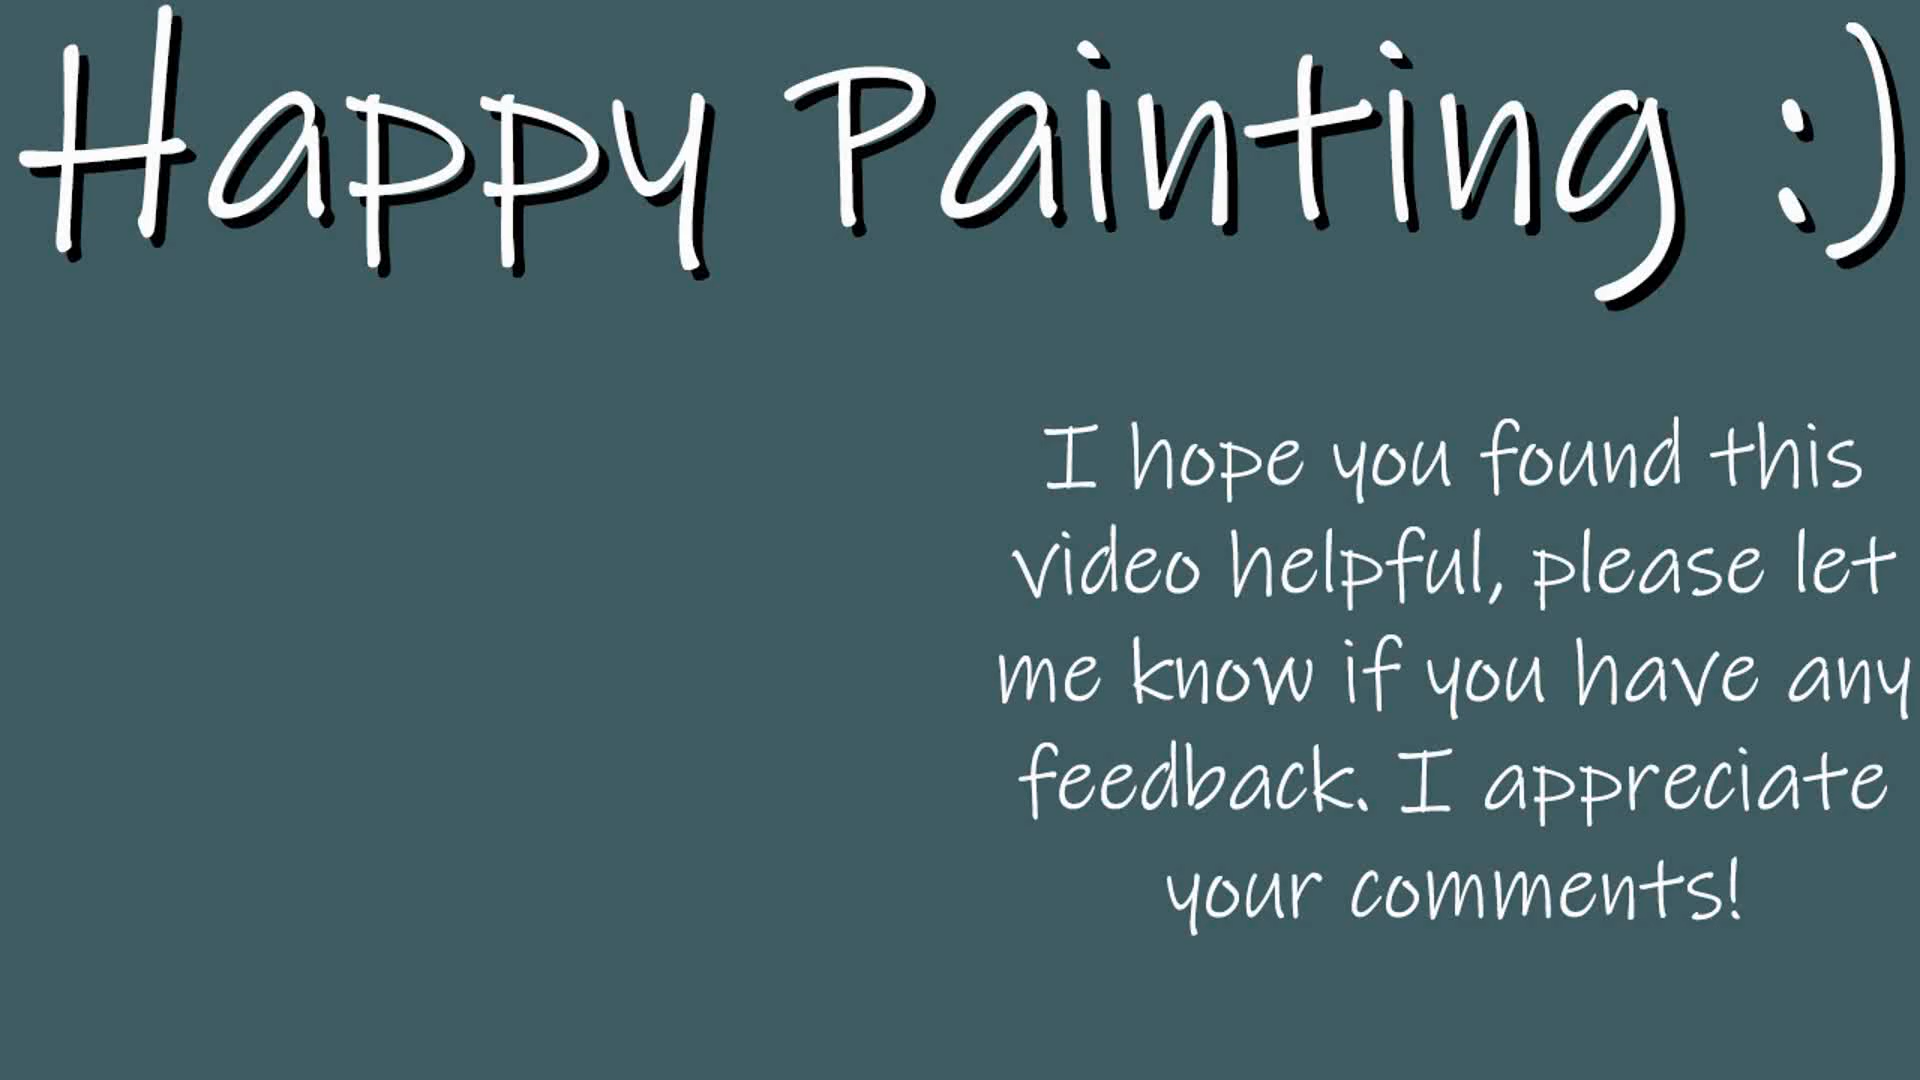 Happy Painting :)
I hope you found this
video helpful, please let
me know if you have any
feedback. I appreciate
your comments!